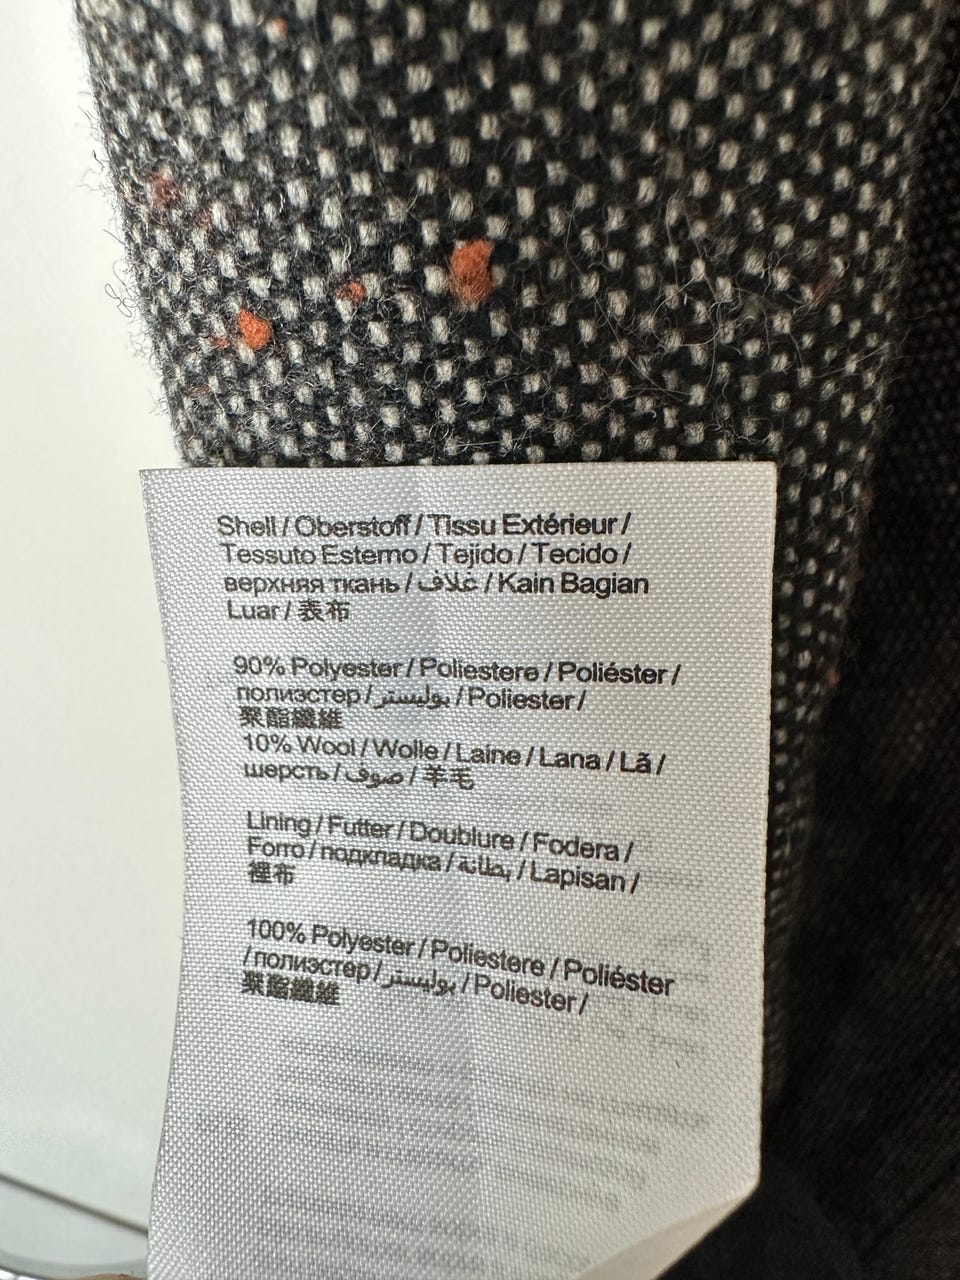 Shell / Oberstoff / Tissu Extérieur /
Tessuto Esterno / Tejido / Tecido /
верхняя ткань / غلاف / Kain Bagian
Luar / 表布
90% Polyester / Poliestere / Poliéster /
полиэстер / بوليستر / Poliester /
聚酯纖維
10% Wool / Wolle / Laine / Lana / Lã /
шерсть / صوف / 羊毛
Lining / Futter / Doublure / Fodera /
Forro / подкладка / بطانة / Lapisan /
裡布
100% Polyester / Poliestere / Poliéster
/ полиэстер / بوليستر / Poliester /
聚酯纖維